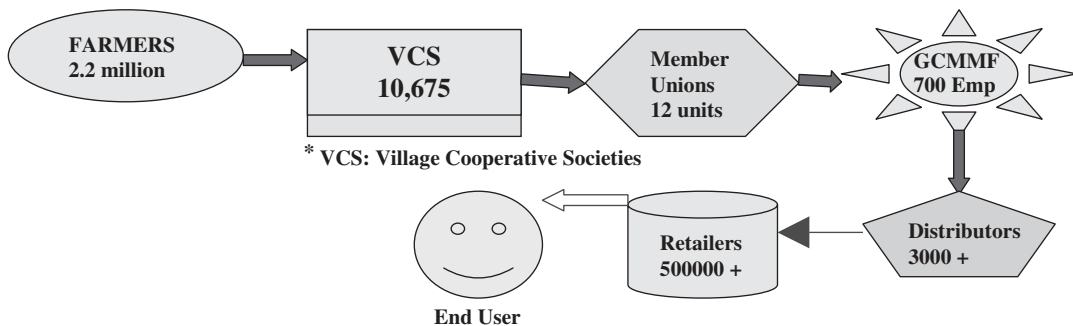 FARMERS
2.2 million
VCS
10,675
* VCS: Village Cooperative Societies
Member
Unions
12 units
GCMMF
700 Emp
Distributors
3000 +
Retailers
500000 +
End User